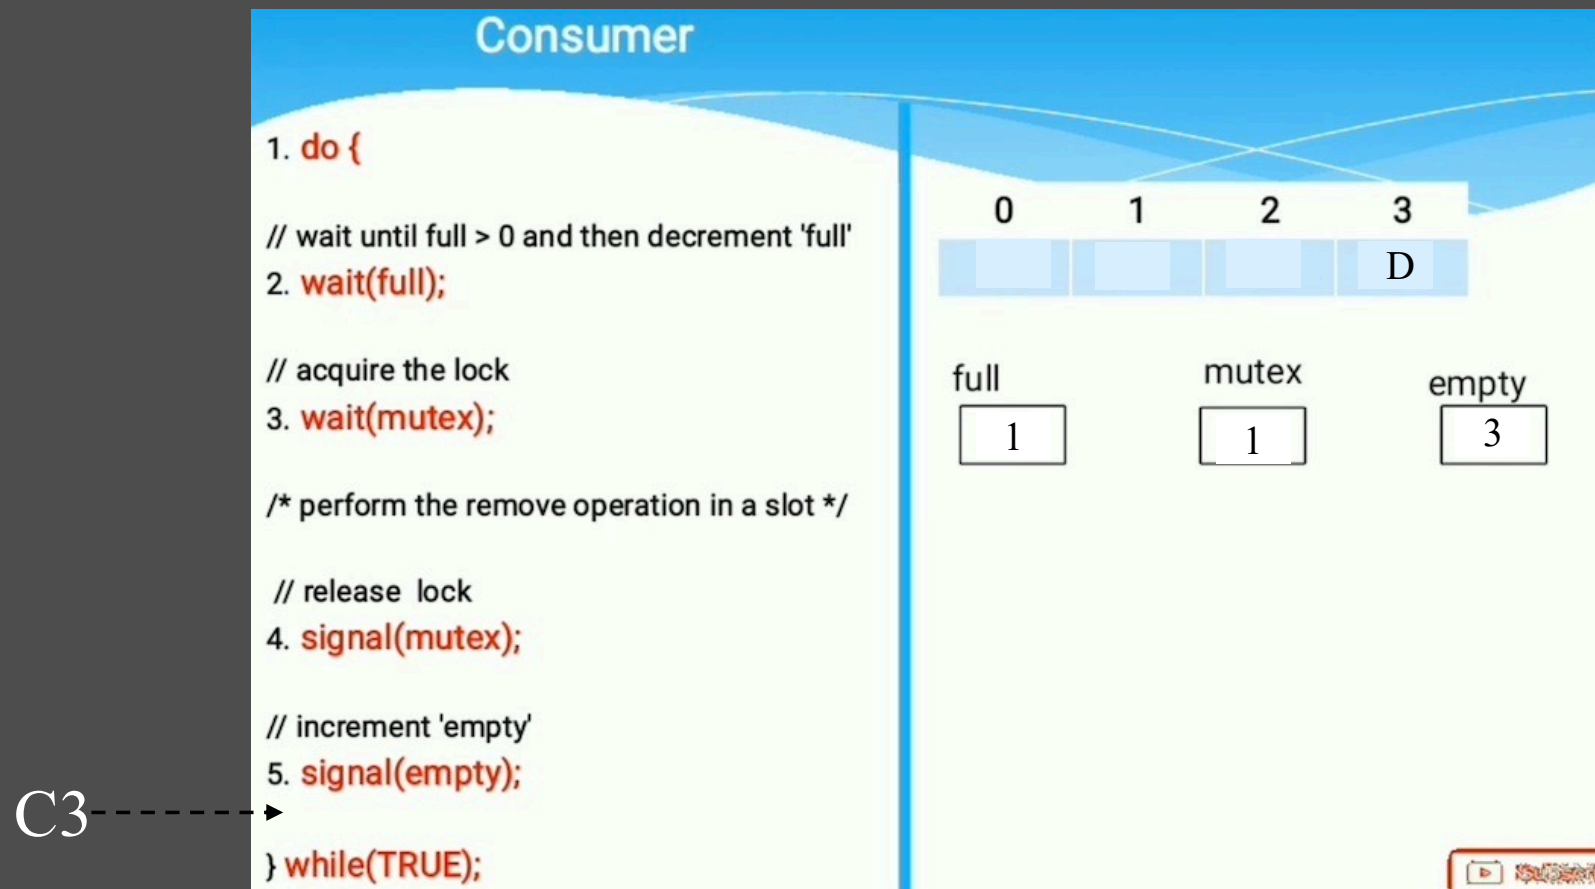 Consumer
1. do {
// wait until full > 0 and then decrement 'full'
2. wait(full);
// acquire the lock
3. wait(mutex);
/* perform the remove operation in a slot */
// release lock
4. signal(mutex);
// increment 'empty'
5. signal(empty);
C3
} while(TRUE);
0 1 2 3
D
full mutex empty
1 1 3